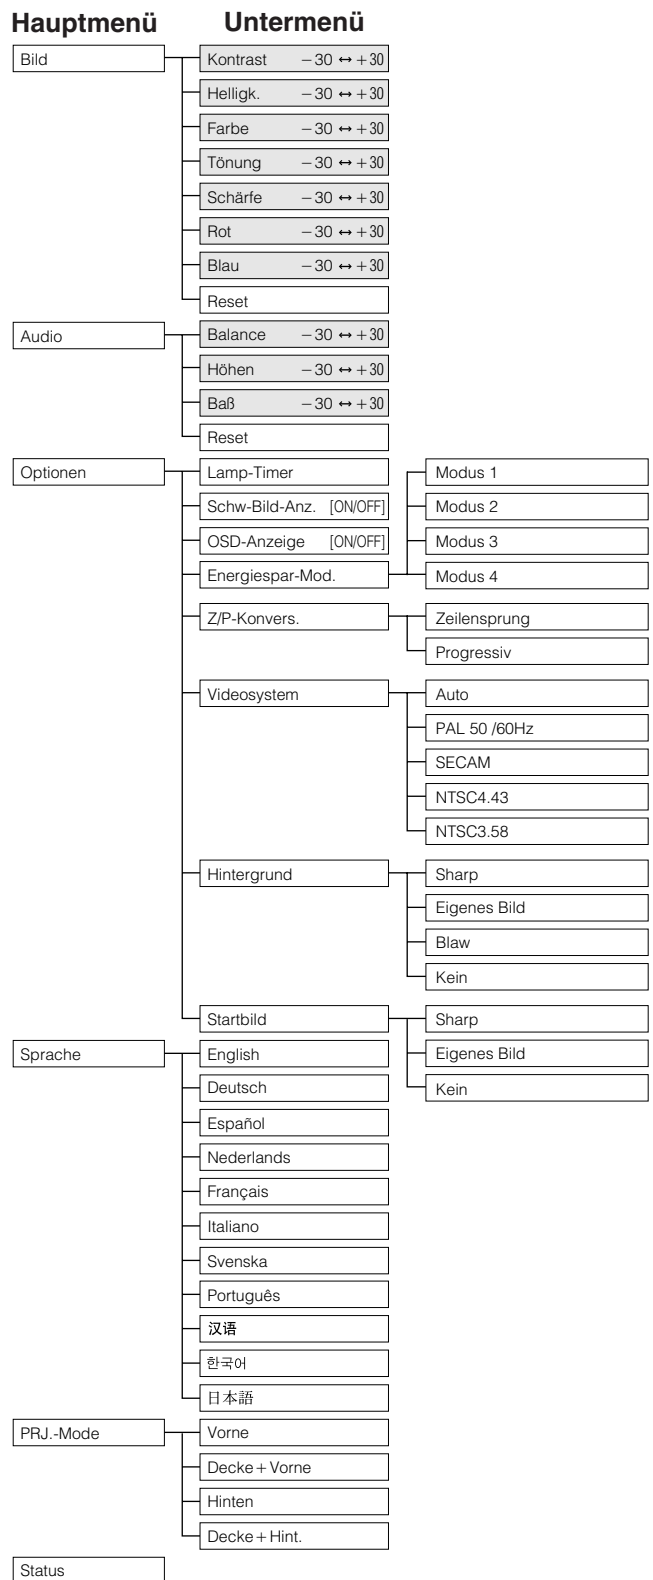 Hauptmenü Untermenü
Bild Kontrast −30 ↔ +30
Helligk. −30 ↔ +30
Farbe −30 ↔ +30
Tönung −30 ↔ +30
Schärfe −30 ↔ +30
Rot −30 ↔ +30
Blau −30 ↔ +30
Reset
Audio Balance −30 ↔ +30
Höhen −30 ↔ +30
Baß −30 ↔ +30
Reset
Optionen Lamp-Timer Modus 1
Schw-Bild-Anz. [ON/OFF] Modus 2
OSD-Anzeige [ON/OFF] Modus 3
Energiespar-Mod. Modus 4
Z/P-Konvers. Zeilensprung
Progressiv
Videosystem Auto
PAL 50 /60Hz
SECAM
NTSC4.43
NTSC3.58
Hintergrund Sharp
Eigenes Bild
Blaw
Kein
Startbild Sharp
Sprache English Eigenes Bild
Deutsch Kein
Español
Nederlands
Français
Italiano
Svenska
Português
汉语
한국어
日本語
PRJ.-Mode Vorne
Decke+Vorne
Hinten
Decke+Hint.
Status